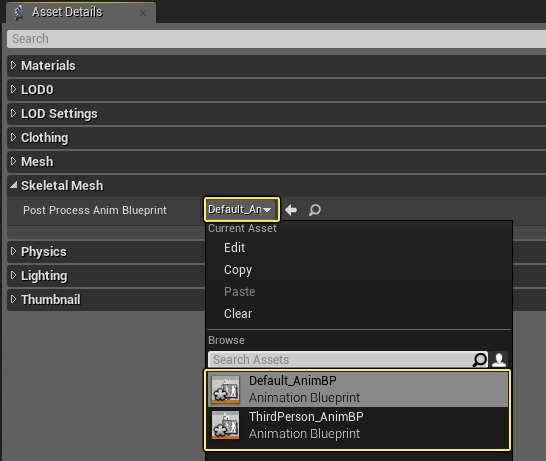 Asset Details
Search
Materials
LOD0
LOD Settings
Clothing
Mesh
Skeletal Mesh
Post Process Anim Blueprint
Default_An
Current Asset
Edit
Copy
Paste
Clear
Physics
Lighting
Thumbnail
Browse
Search Assets
Default_AnimBP
Animation Blueprint
ThirdPerson_AnimBP
Animation Blueprint